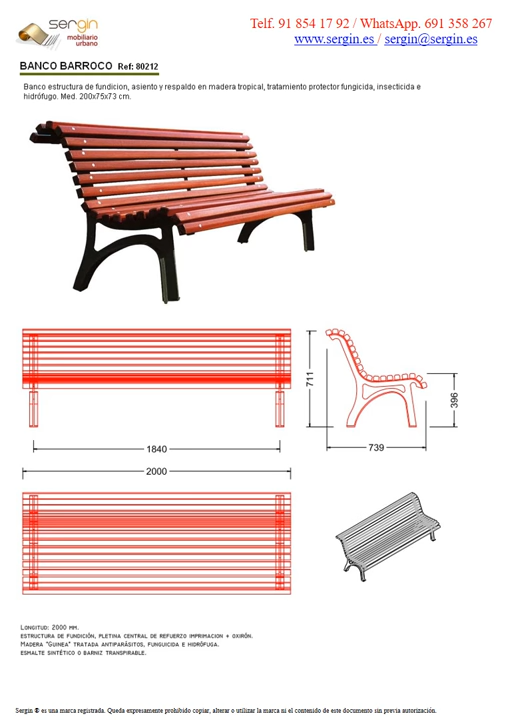 sergin
mobiliario
urbano
Telf. 91 854 17 92 / WhatsApp. 691 358 267
www.sergin.es / sergin@sergin.es
BANCO BARROCO Ref: 80212
Banco estructura de fundicion, asiento y respaldo en madera tropical, tratamiento protector fungicida, insecticida e
hidrófugo. Med. 200x75x73 cm.
711
396
1840
739
2000
Longitud: 2000 mm.
estructura de fundición, pletina central de refuerzo imprimacion + oxirón.
Madera "Guinea" tratada antiparásitos, funguicida e hidrófuga.
esmalte sintético o barniz transpirable.
Sergin ® es una marca registrada. Queda expresamente prohibido copiar, alterar o utilizar la marca ni el contenido de este documento sin previa autorización.